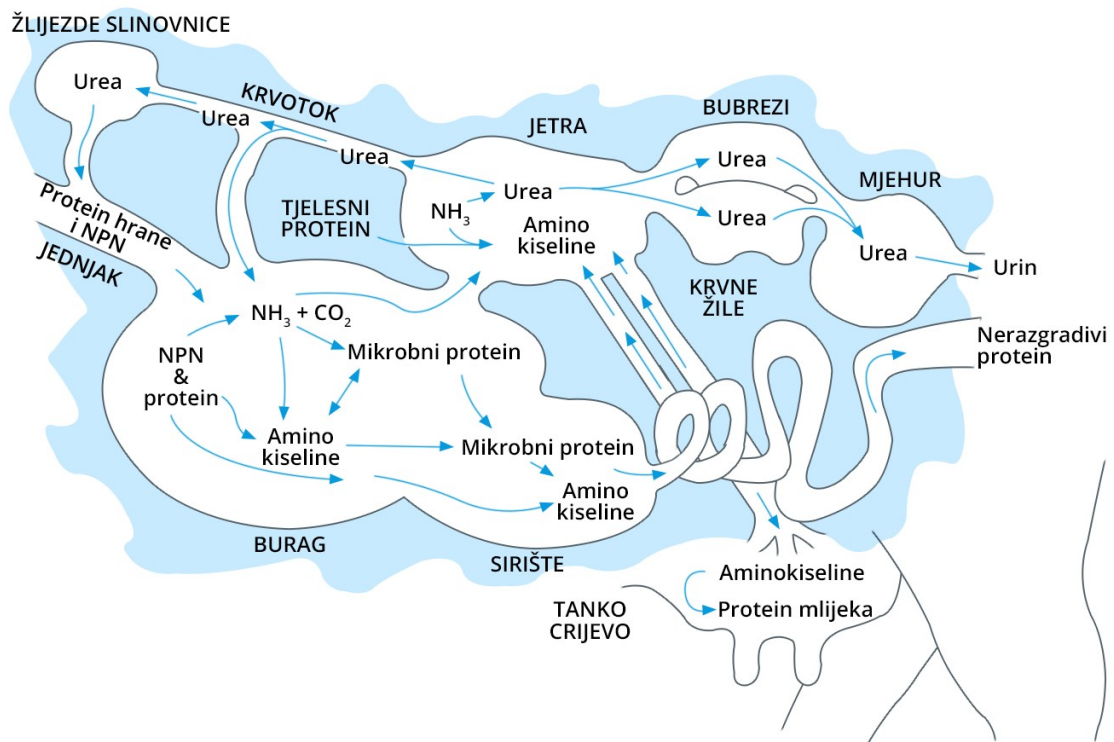 ŽLIJEZDE SLINOVNICE
Urea
KRVOTOK
Urea
Urea
JETRA
BUBREZI
Urea
Urea
MJEHUR
Urea
Urin
Protein hrane
i NPN
JEDNJAK
TJELESNI
PROTEIN
NH3
Urea
Amino
kiseline
KRVNE
ŽILE
Nerazgradivi
protein
NH3 + CO2
NPN
&
protein
Mikrobni protein
Amino
kiseline
Mikrobni protein
Amino
kiseline
BURAG
SIRIŠTE
TANKO
CRIJEVO
Aminokiseline
Protein mlijeka